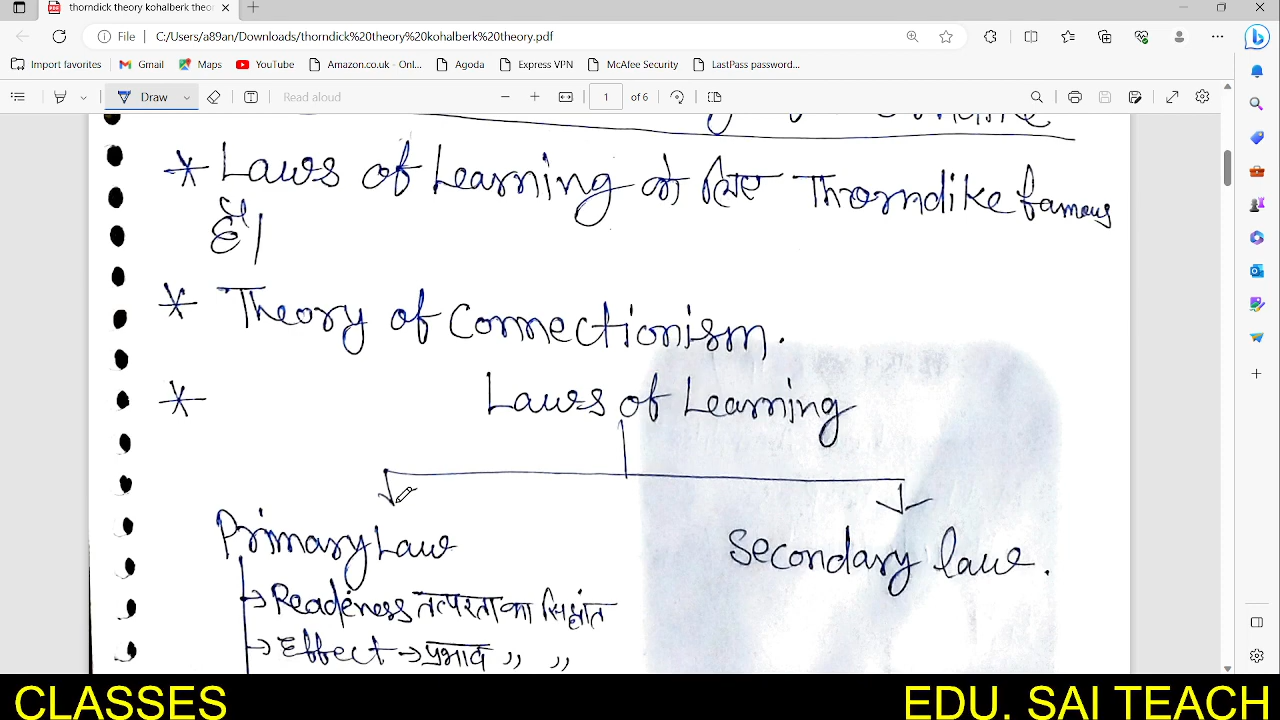 thorndick theory kohalberk theor
File C:/Users/a89an/Downloads/thorndick%20theory%20kohalberk%20theory.pdf
Import favorites Gmail Maps YouTube Amazon.co.uk - Onl... Agoda Express VPN McAfee Security LastPass password...
Draw Read aloud 1 of 6
* Laws of Learning के लिए Thorndike famous
है।
* Theory of Connectionism.
* Laws of Learning
Primary Law Secondary law.
→ Readiness तत्परता का सिद्धांत
→ Effect → प्रभाव ,, ,,
CLASSES EDU. SAI TEACH